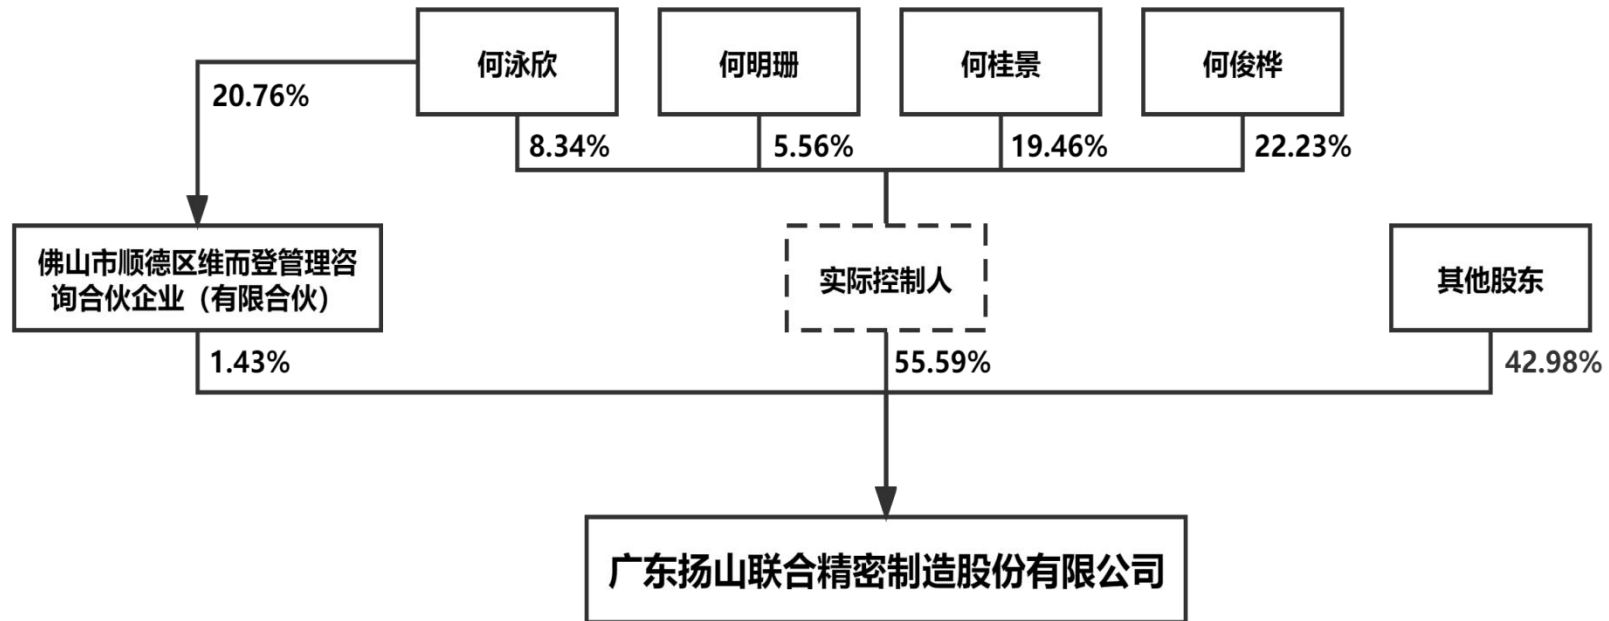 何泳欣
何明珊
何桂景
何俊桦
20.76%
8.34%
5.56%
19.46%
22.23%
佛山市顺德区维而登管理咨
询合伙企业（有限合伙）
实际控制人
其他股东
1.43%
55.59%
42.98%
广东扬山联合精密制造股份有限公司